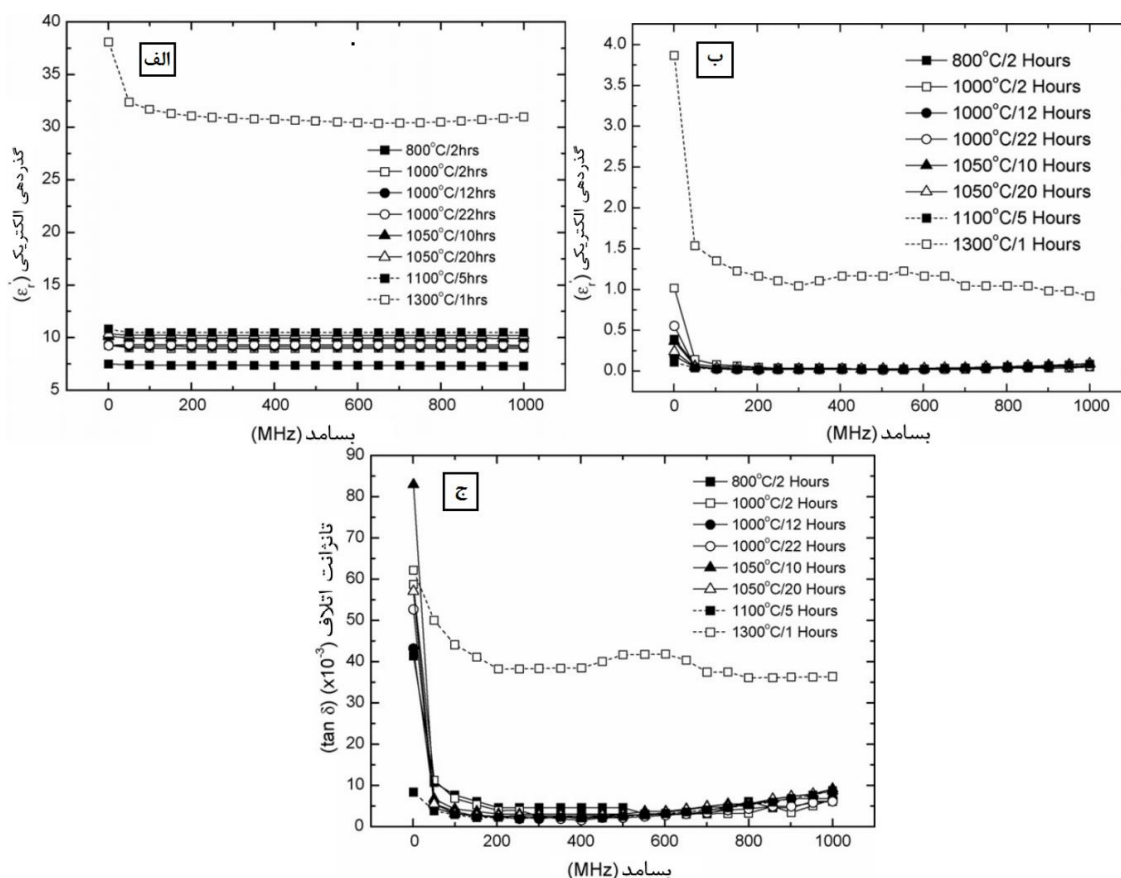 الف
40
35
30
25
20
15
10
5
گذردهی الکتریکی (ε'r)
800°C/2hrs
1000°C/2hrs
1000°C/12hrs
1000°C/22hrs
1050°C/10hrs
1050°C/20hrs
1100°C/5hrs
1300°C/1hrs
0 200 400 600 800 1000
بسامد (MHz)
ب
4.0
3.5
3.0
2.5
2.0
1.5
1.0
0.5
0.0
گذردهی الکتریکی (ε'r)
800°C/2 Hours
1000°C/2 Hours
1000°C/12 Hours
1000°C/22 Hours
1050°C/10 Hours
1050°C/20 Hours
1100°C/5 Hours
1300°C/1 Hours
0 200 400 600 800 1000
بسامد (MHz)
ج
90
80
70
60
50
40
30
20
10
0
تانژانت اتلاف (tan δ) (x10⁻³)
800°C/2 Hours
1000°C/2 Hours
1000°C/12 Hours
1000°C/22 Hours
1050°C/10 Hours
1050°C/20 Hours
1100°C/5 Hours
1300°C/1 Hours
0 200 400 600 800 1000
بسامد (MHz)